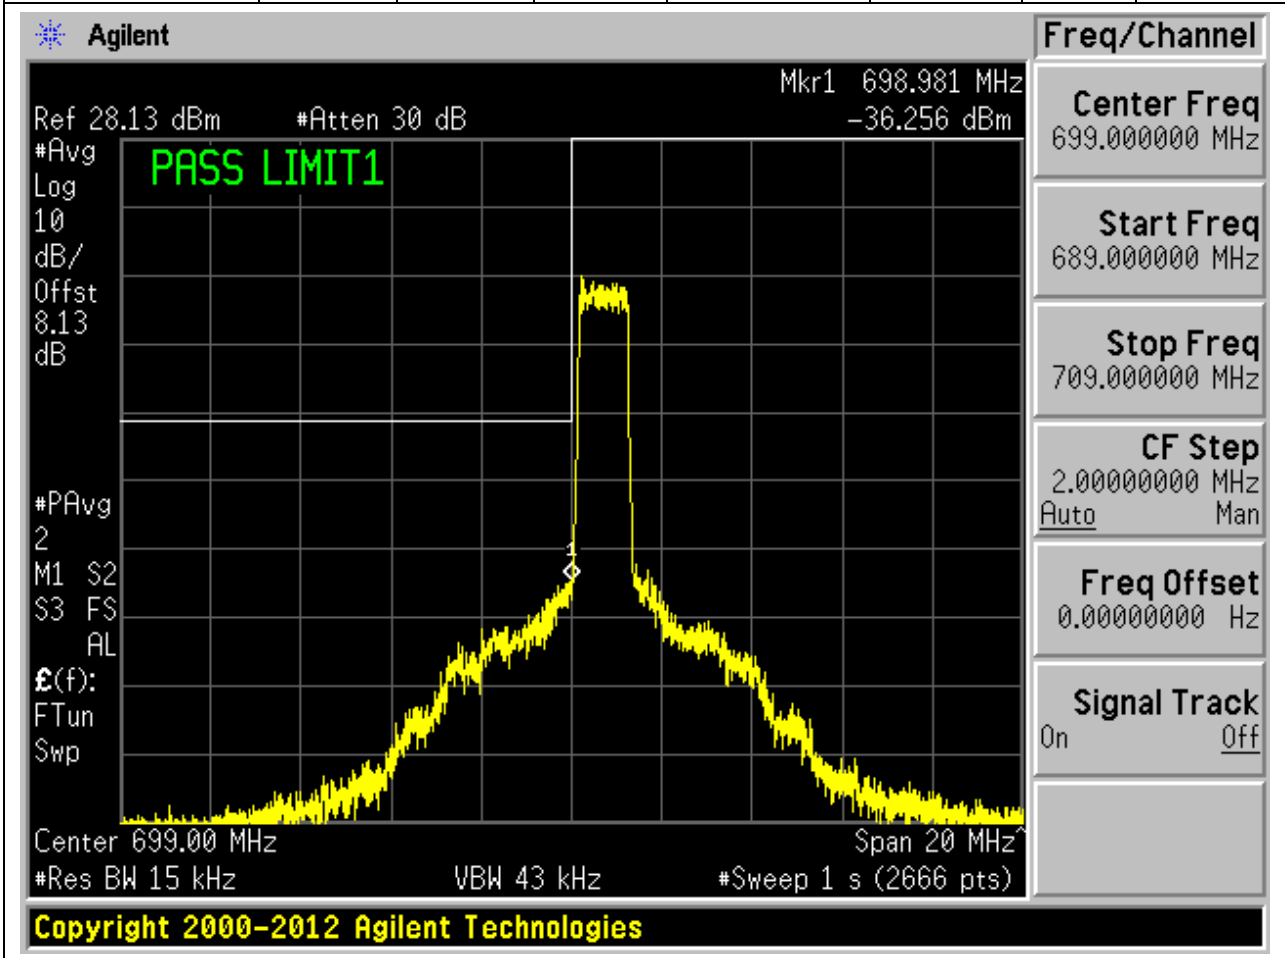 Agilent
Freq/Channel
Mkr1 698.981 MHz
Ref 28.13 dBm #Atten 30 dB -36.256 dBm
#Avg
Log
10
dB/
Offst
8.13
dB
PASS LIMIT1
#PAvg
2
M1 S2
S3 FS
AL
£(f):
FTun
Swp
1
Center 699.00 MHz Span 20 MHz^
#Res BW 15 kHz VBW 43 kHz #Sweep 1 s (2666 pts)
Center Freq
699.000000 MHz
Start Freq
689.000000 MHz
Stop Freq
709.000000 MHz
CF Step
2.00000000 MHz
Auto Man
Freq Offset
0.00000000 Hz
Signal Track
On Off
Copyright 2000-2012 Agilent Technologies